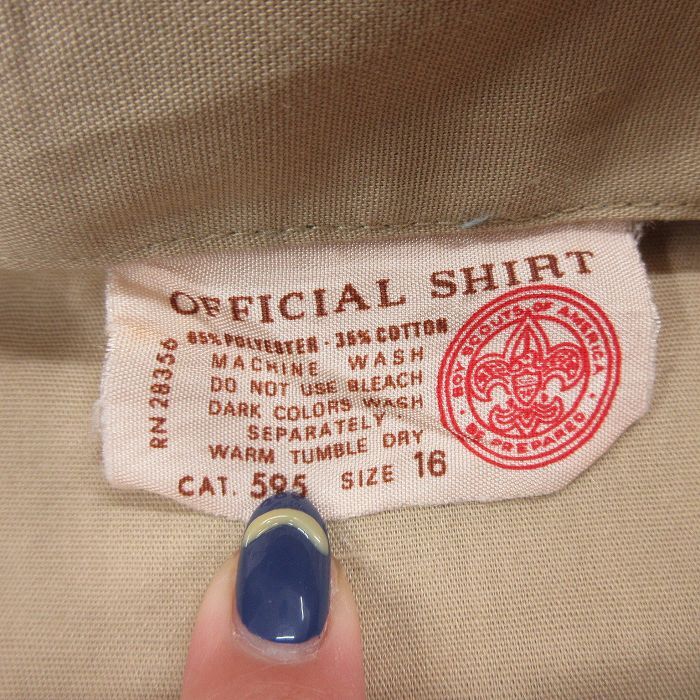 OFFICIAL SHIRT
65% POLYESTER - 35% COTTON
MACHINE WASH
DO NOT USE BLEACH
DARK COLORS WASH
SEPARATELY -
WARM TUMBLE DRY
CAT. 595 SIZE 16
RN 28356
BOY SCOUTS OF AMERICA
· BE PREPARED ·